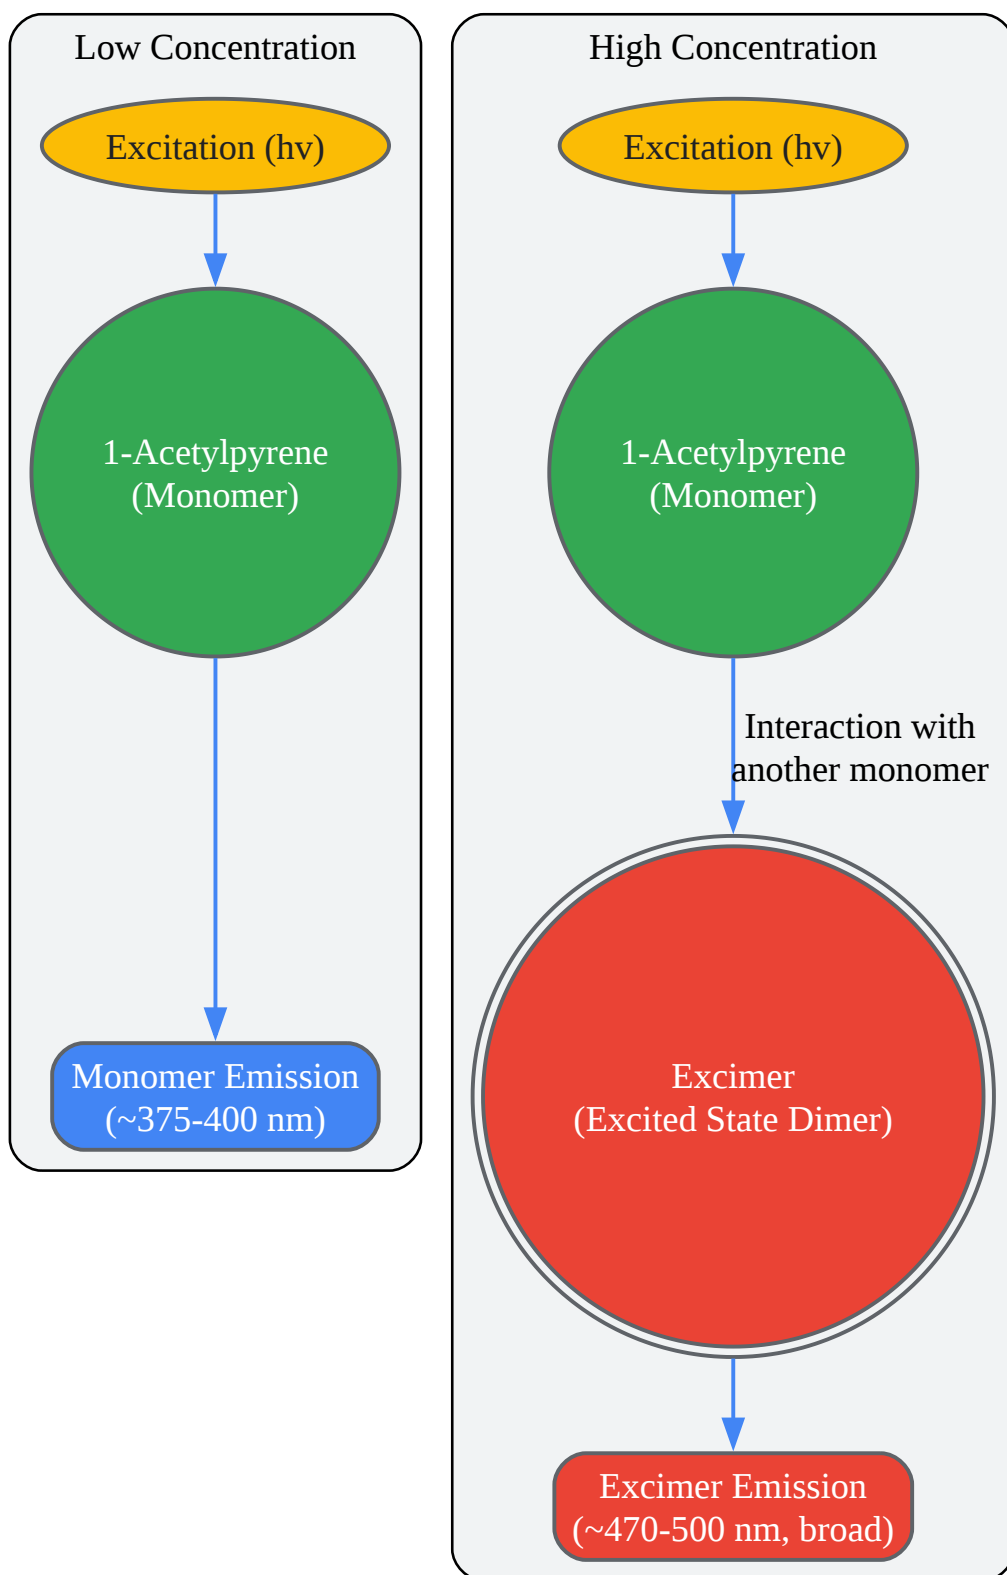 Low Concentration
Excitation (hv)
1-Acetylpyrene
(Monomer)
Monomer Emission
(~375-400 nm)
High Concentration
Excitation (hv)
1-Acetylpyrene
(Monomer)
Interaction with
another monomer
Excimer
(Excited State Dimer)
Excimer Emission
(~470-500 nm, broad)